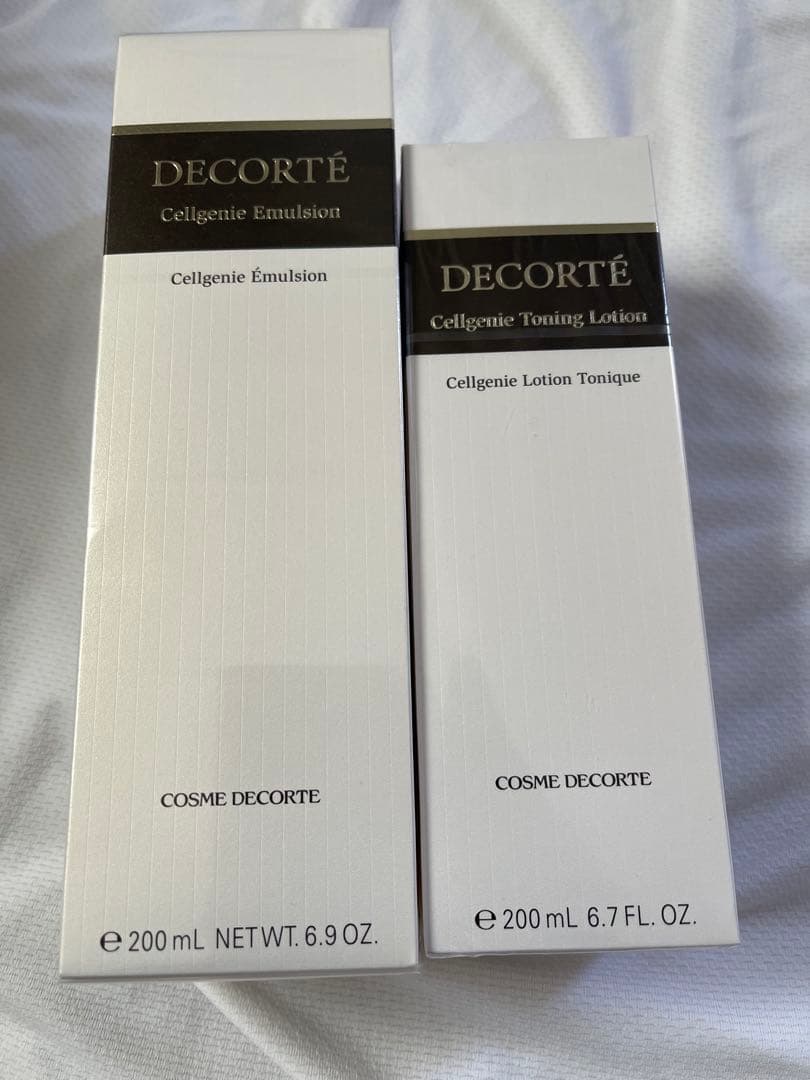 DECORTÉ
Cellgenie Emulsion
Cellgenie Émulsion
COSME DECORTE
℮ 200 mL NET WT. 6.9 OZ.
DECORTÉ
Cellgenie Toning Lotion
Cellgenie Lotion Tonique
COSME DECORTE
℮ 200 mL 6.7 FL. OZ.